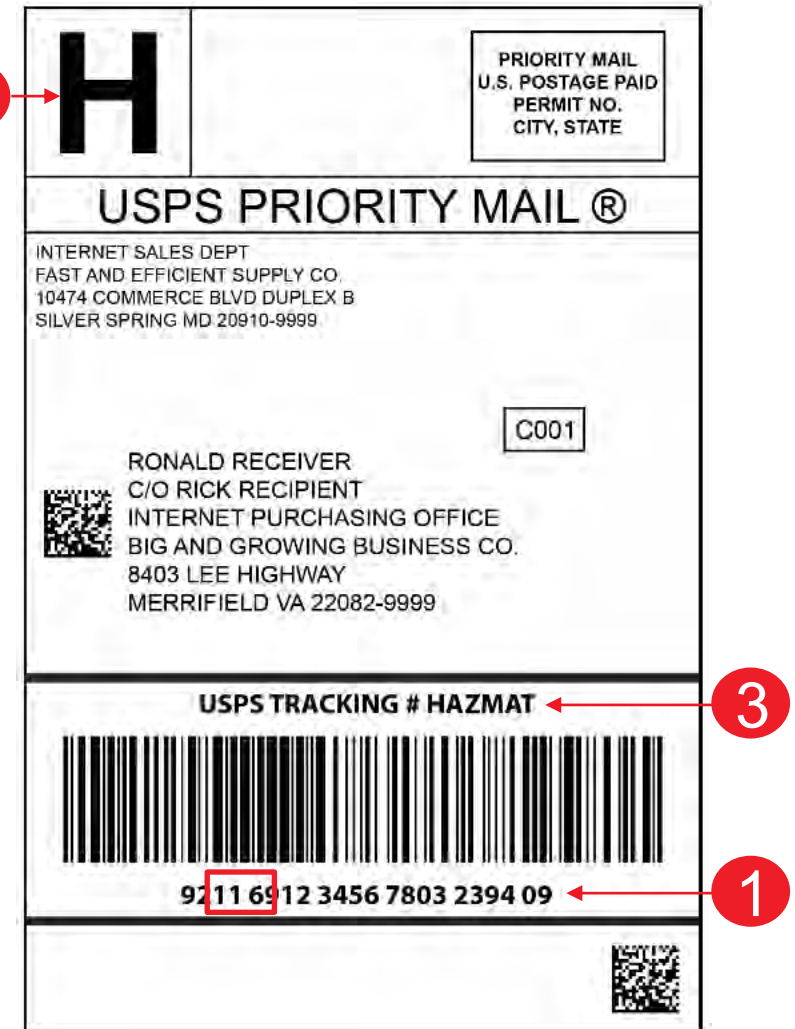 H
PRIORITY MAIL
U.S. POSTAGE PAID
PERMIT NO.
CITY, STATE
USPS PRIORITY MAIL ®
INTERNET SALES DEPT
FAST AND EFFICIENT SUPPLY CO.
10474 COMMERCE BLVD DUPLEX B
SILVER SPRING MD 20910-9999
C001
RONALD RECEIVER
C/O RICK RECIPIENT
INTERNET PURCHASING OFFICE
BIG AND GROWING BUSINESS CO.
8403 LEE HIGHWAY
MERRIFIELD VA 22082-9999
USPS TRACKING # HAZMAT
3
9211 6912 3456 7803 2394 09
1